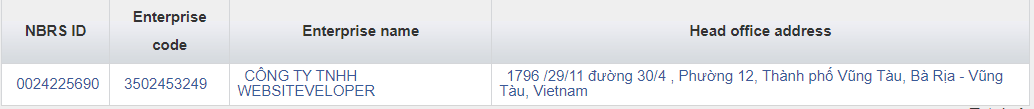 NBRS ID
Enterprise
code
Enterprise name
Head office address
0024225690
3502453249
CÔNG TY TNHH
WEBSITEVELOPER
1796 /29/11 đường 30/4 , Phường 12, Thành phố Vũng Tàu, Bà Rịa - Vũng
Tàu, Vietnam